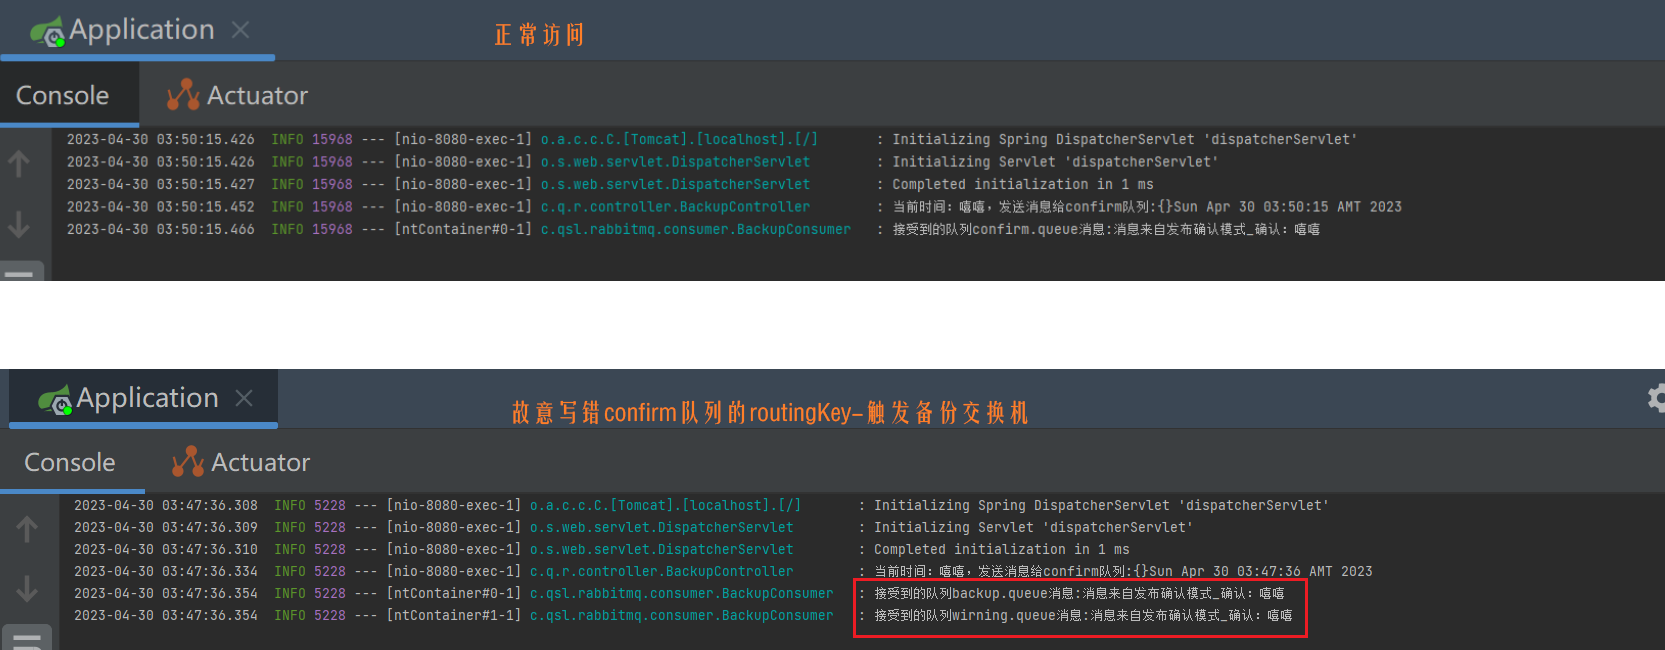 Application
正常访问
Console
Actuator
2023-04-30 03:50:15.426  INFO 15968 --- [nio-8080-exec-1] o.a.c.c.C.[Tomcat].[localhost].[/]       : Initializing Spring DispatcherServlet 'dispatcherServlet'
2023-04-30 03:50:15.426  INFO 15968 --- [nio-8080-exec-1] o.s.web.servlet.DispatcherServlet        : Initializing Servlet 'dispatcherServlet'
2023-04-30 03:50:15.427  INFO 15968 --- [nio-8080-exec-1] o.s.web.servlet.DispatcherServlet        : Completed initialization in 1 ms
2023-04-30 03:50:15.452  INFO 15968 --- [nio-8080-exec-1] c.q.r.controller.BackupController        : 当前时间：嘻嘻，发送消息给confirm队列:{}Sun Apr 30 03:50:15 AMT 2023
2023-04-30 03:50:15.466  INFO 15968 --- [ntContainer#0-1] c.qsl.rabbitmq.consumer.BackupConsumer   : 接受到的队列confirm.queue消息:消息来自发布确认模式_确认：嘻嘻
Application
故意写错confirm队列的routingKey-触发备份交换机
Console
Actuator
2023-04-30 03:47:36.308  INFO 5228 --- [nio-8080-exec-1] o.a.c.c.C.[Tomcat].[localhost].[/]       : Initializing Spring DispatcherServlet 'dispatcherServlet'
2023-04-30 03:47:36.309  INFO 5228 --- [nio-8080-exec-1] o.s.web.servlet.DispatcherServlet        : Initializing Servlet 'dispatcherServlet'
2023-04-30 03:47:36.310  INFO 5228 --- [nio-8080-exec-1] o.s.web.servlet.DispatcherServlet        : Completed initialization in 1 ms
2023-04-30 03:47:36.334  INFO 5228 --- [nio-8080-exec-1] c.q.r.controller.BackupController        : 当前时间：嘻嘻，发送消息给confirm队列:{}Sun Apr 30 03:47:36 AMT 2023
2023-04-30 03:47:36.354  INFO 5228 --- [ntContainer#0-1] c.qsl.rabbitmq.consumer.BackupConsumer   : 接受到的队列backup.queue消息:消息来自发布确认模式_确认：嘻嘻
2023-04-30 03:47:36.354  INFO 5228 --- [ntContainer#1-1] c.qsl.rabbitmq.consumer.BackupConsumer   : 接受到的队列wirning.queue消息:消息来自发布确认模式_确认：嘻嘻